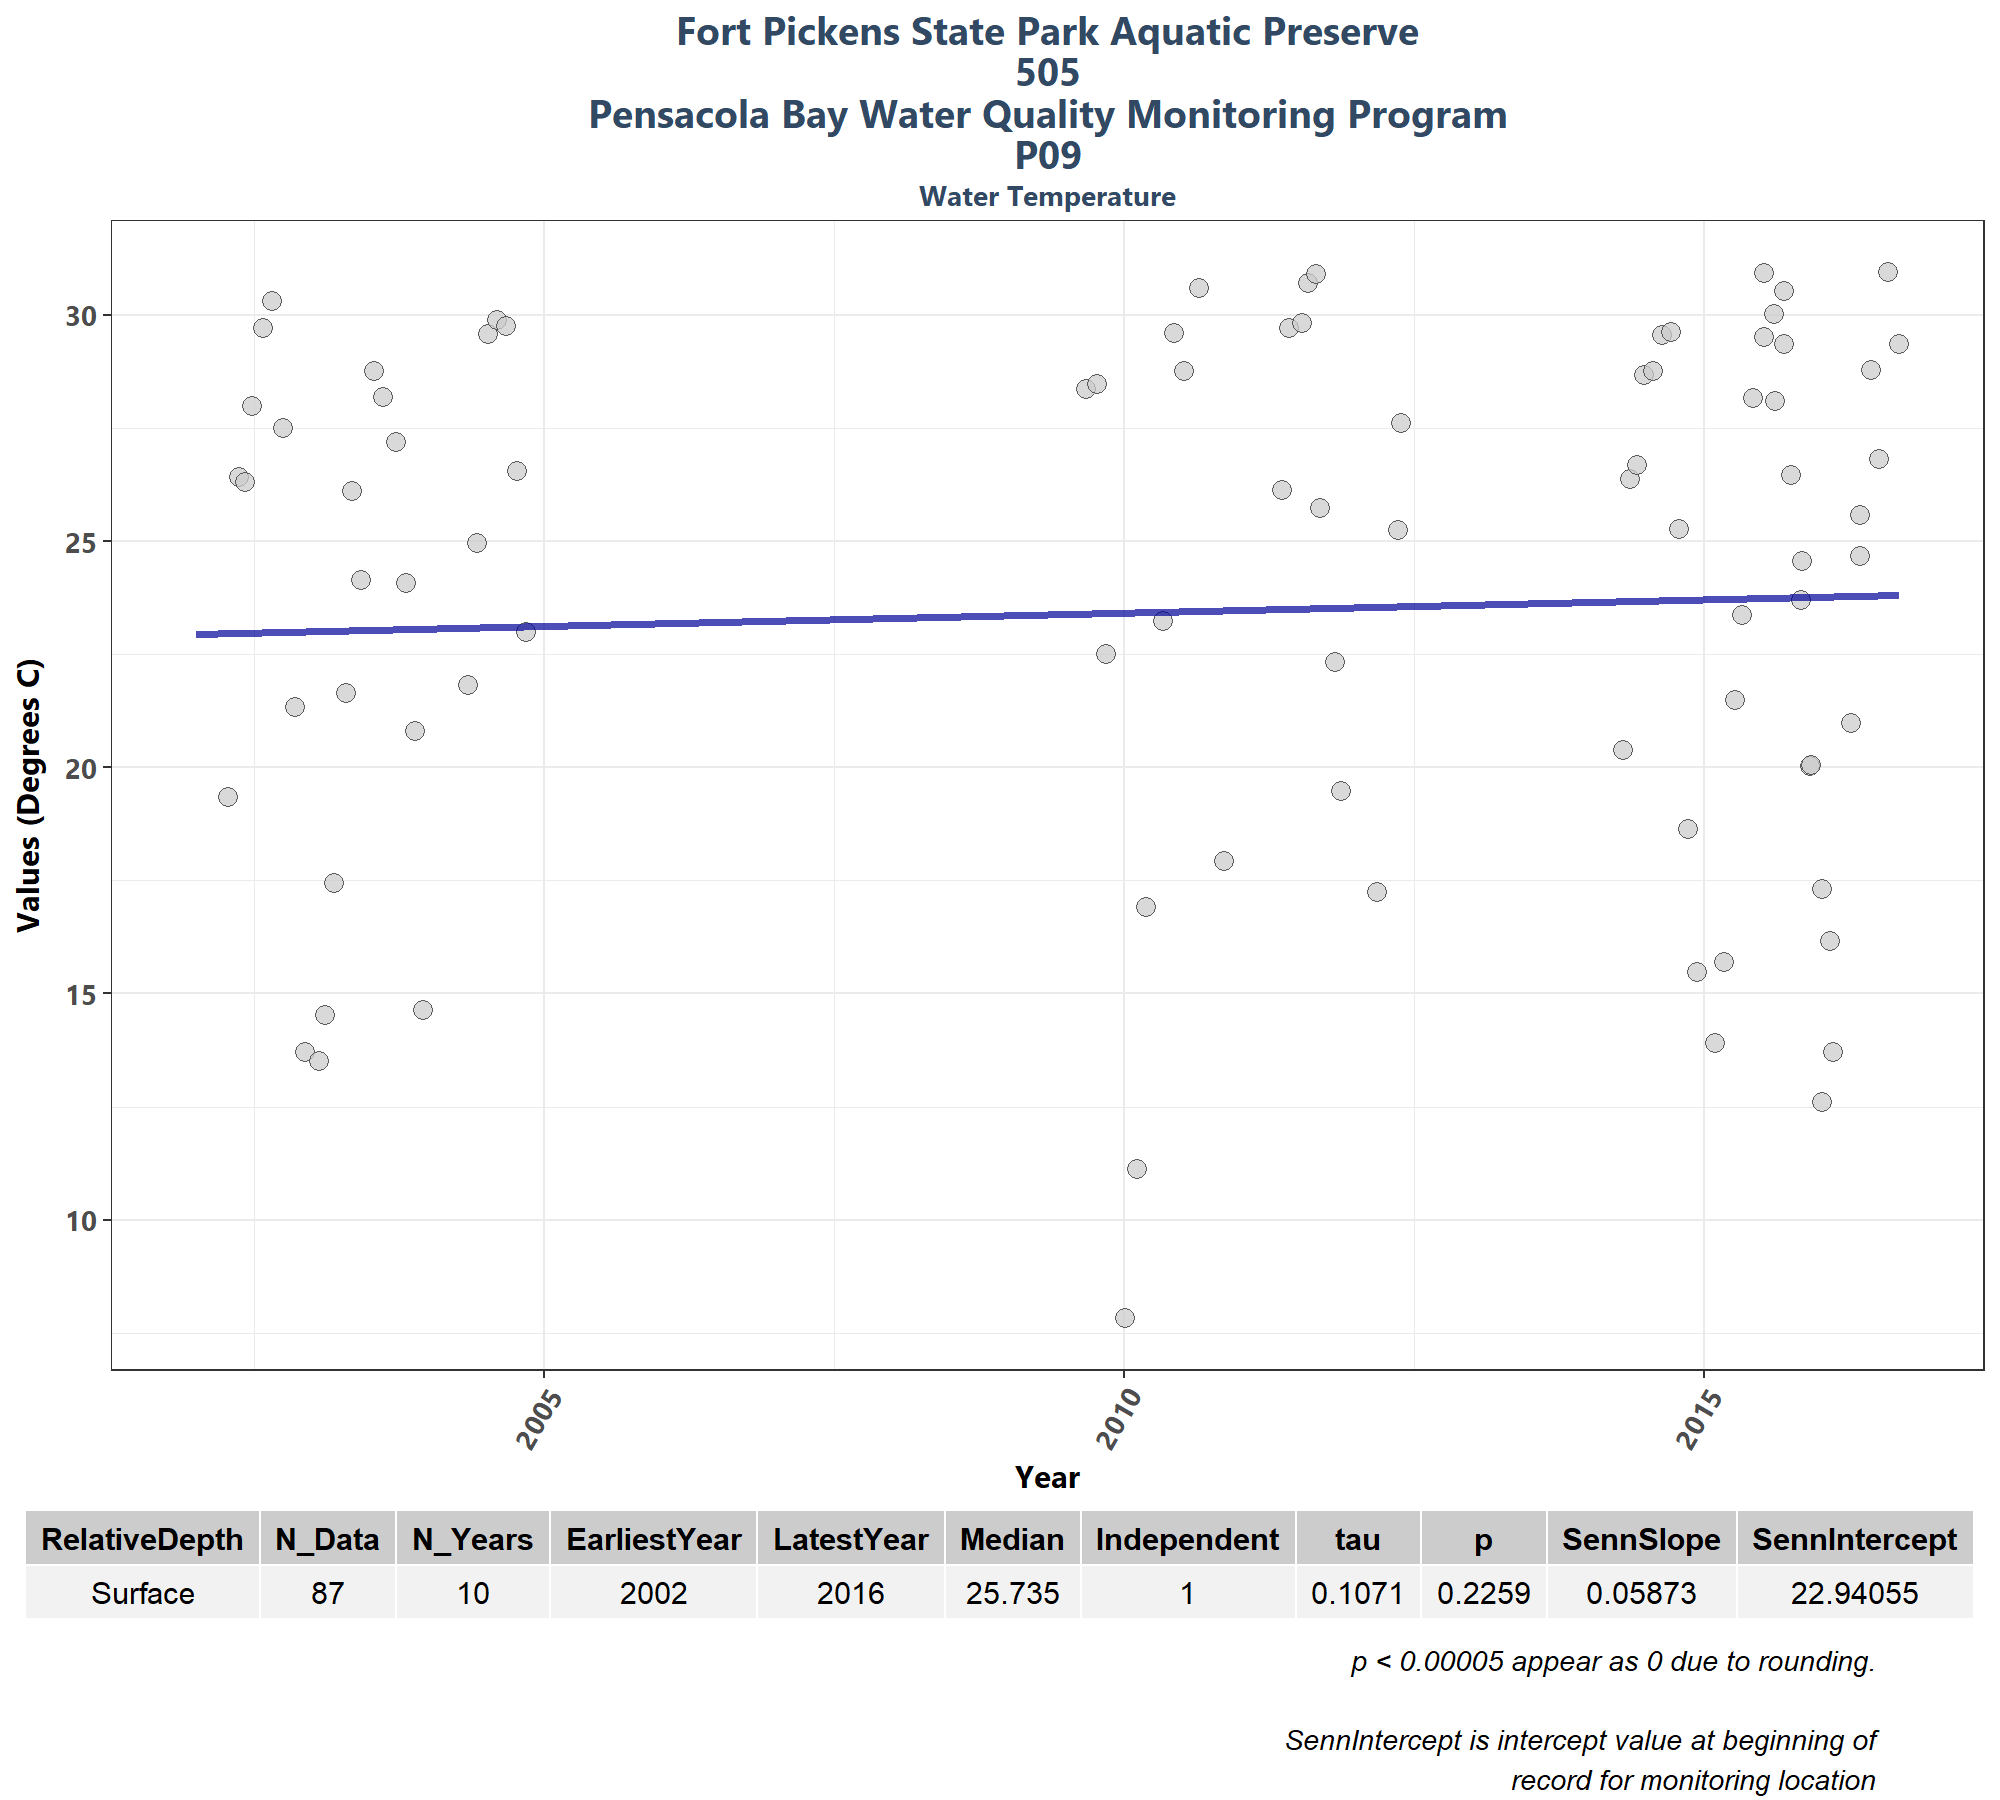 Fort Pickens State Park Aquatic Preserve
505
Pensacola Bay Water Quality Monitoring Program
P09
Water Temperature
30
25
20
15
10
Values (Degrees C)
2005
2010
2015
Year
RelativeDepth N_Data N_Years EarliestYear LatestYear Median Independent tau p SennSlope SennIntercept
Surface 87 10 2002 2016 25.735 1 0.1071 0.2259 0.05873 22.94055
p < 0.00005 appear as 0 due to rounding.
SennIntercept is intercept value at beginning of
record for monitoring location